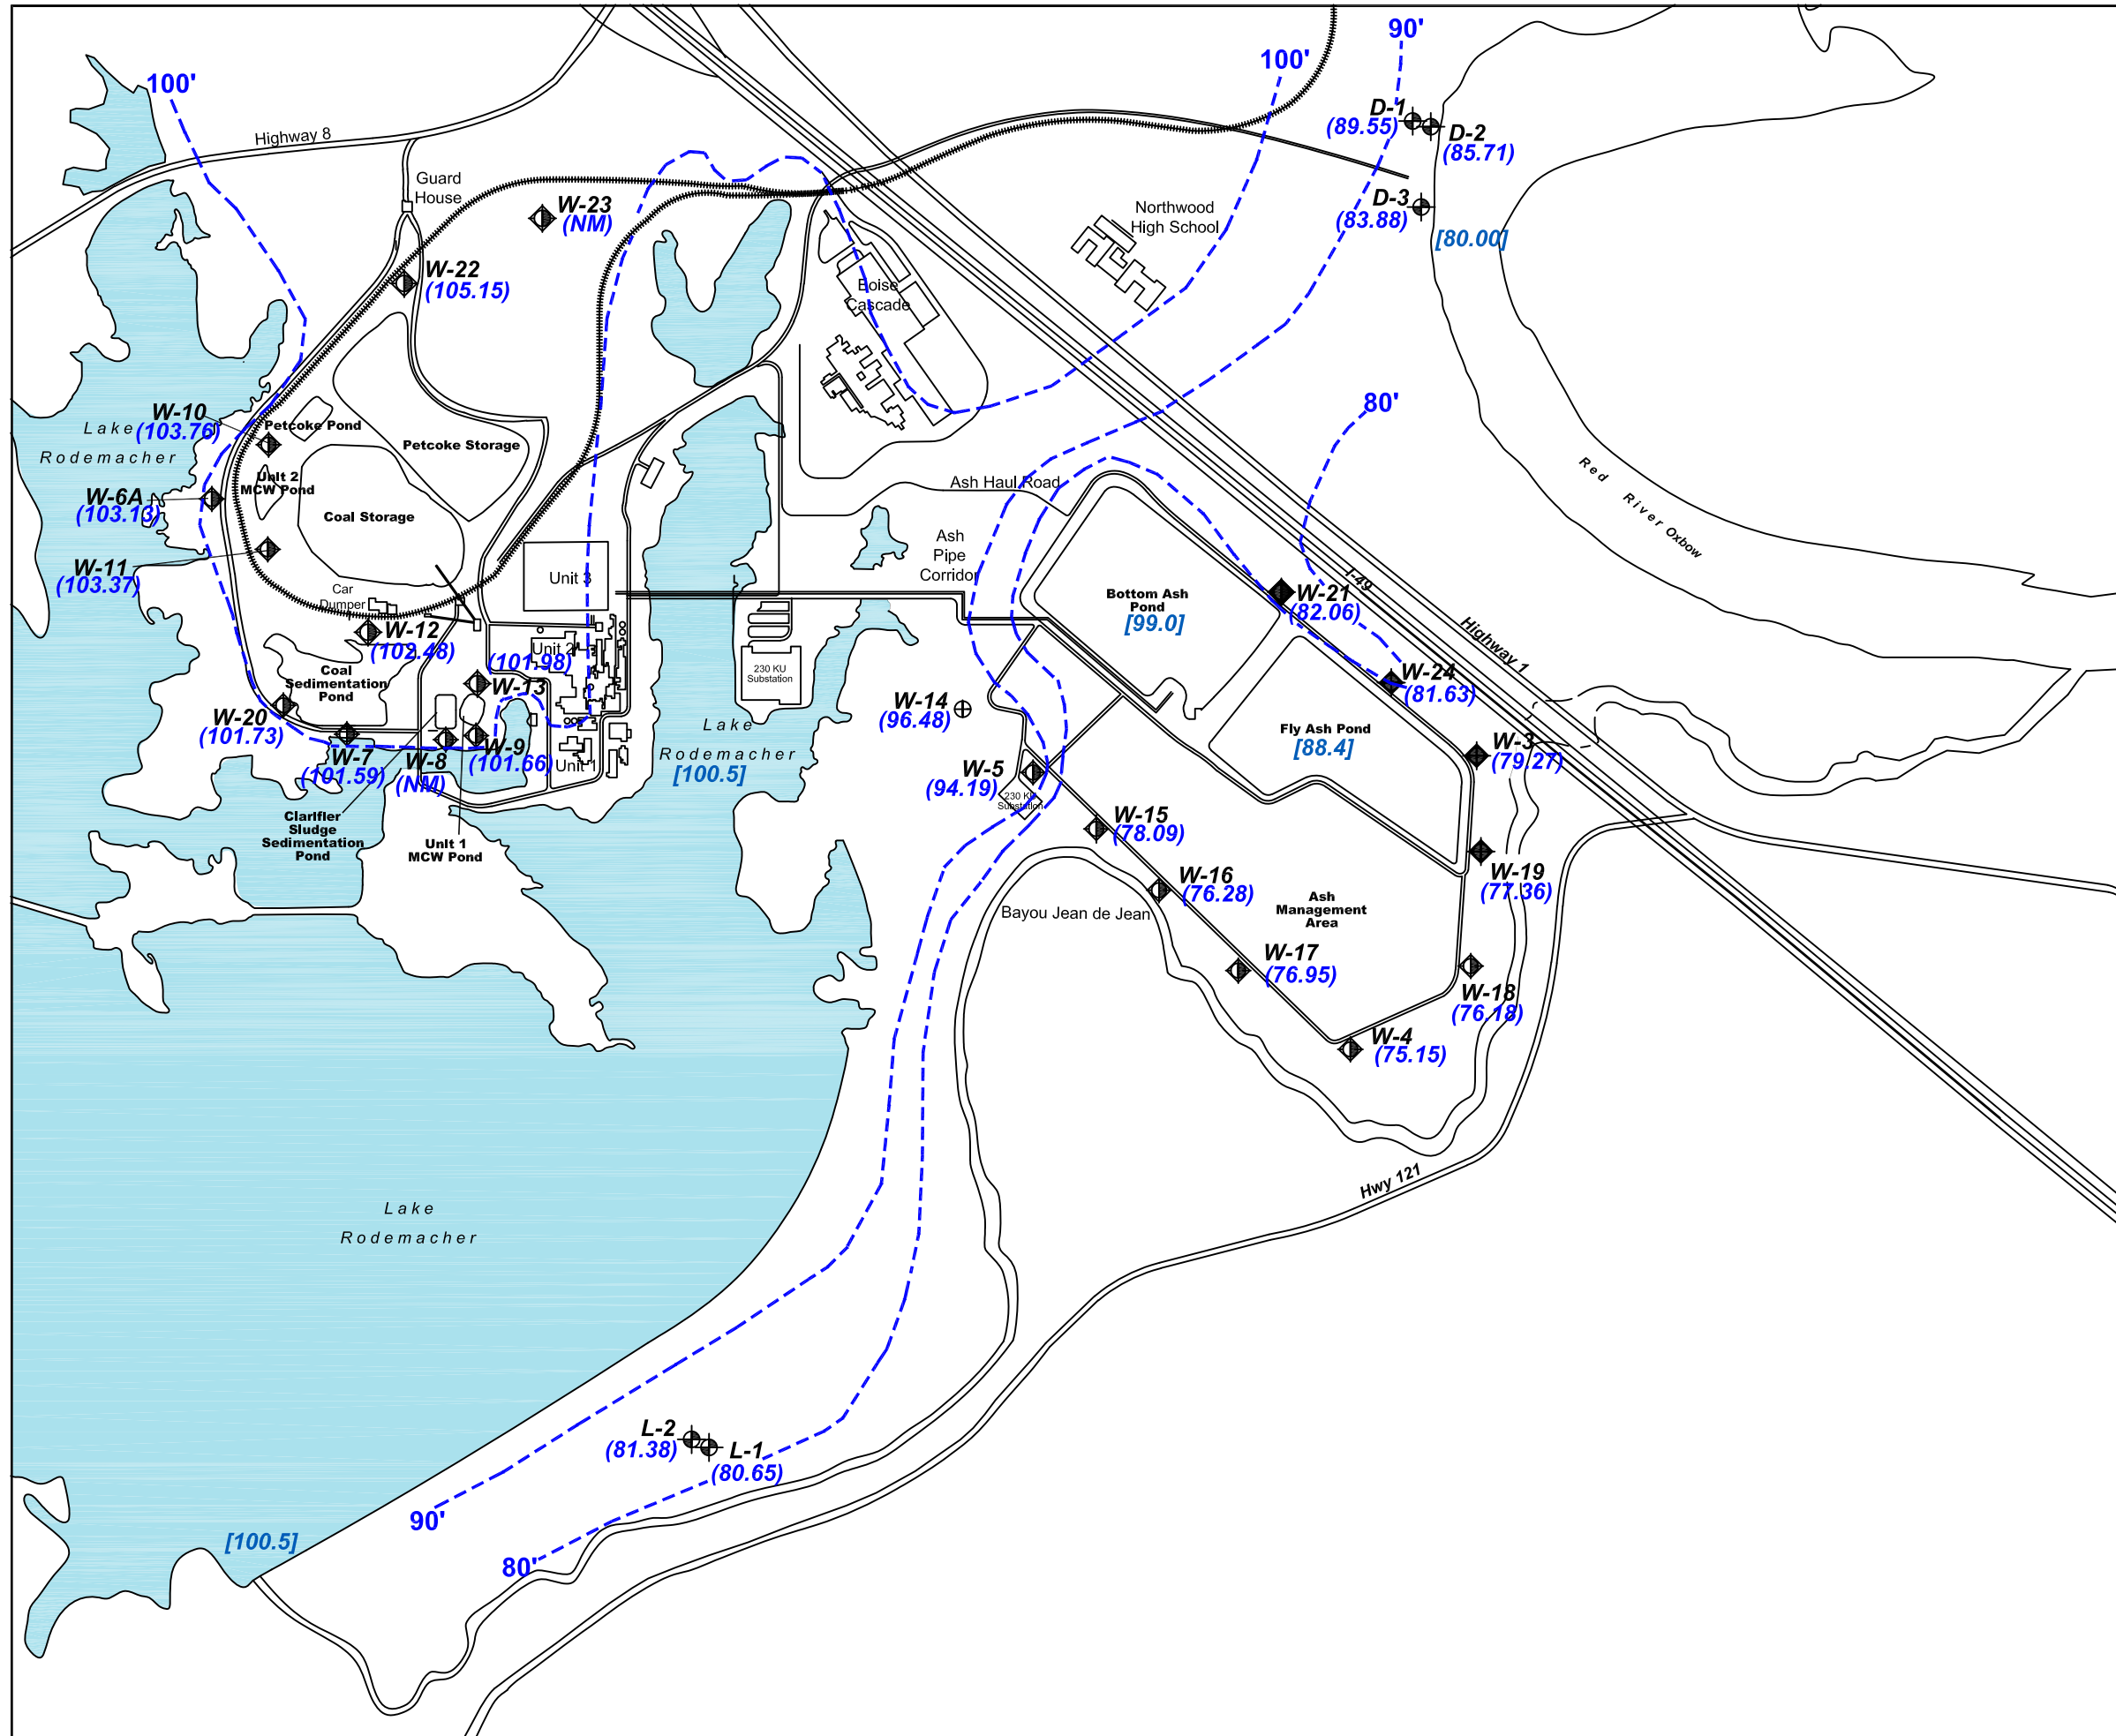 90'
100'
100'
D-1
(89.55)
D-2
(85.71)
Highway 8
Guard
House
W-23
(NM)
Northwood
High School
D-3
(83.88)
[80.00]
W-22
(105.15)
Boise
Cascade
80'
W-10
(103.76)
Lake
Rodemacher
Petcoke Pond
Petcoke Storage
Unit 2
MCW Pond
Coal Storage
W-6A
(103.13)
W-11
(103.37)
Ash Haul Road
Red River Oxbow
Ash
Pipe
Corridor
Unit 3
Car
Dumper
Bottom Ash
Pond
[99.0]
W-21
(82.06)
I-49
Highway 1
W-12
(102.48)
Unit 2
(101.98)
W-13
Coal
Sedimentation
Pond
230 KU
Substation
W-24
(81.63)
W-14
(96.48)
W-20
(101.73)
Lake
Rodemacher
[100.5]
Fly Ash Pond
[88.4]
W-3
(79.27)
W-7
(101.59)
W-8
(NM)
W-9
(101.66)
Unit 1
W-5
(94.19)
230 KU
Substation
W-15
(78.09)
Clarifier
Sludge
Sedimentation
Pond
Unit 1
MCW Pond
W-16
(76.28)
W-19
(77.36)
Ash
Management
Area
Bayou Jean de Jean
W-17
(76.95)
W-18
(76.18)
W-4
(75.15)
Hwy 121
Lake
Rodemacher
L-2
(81.38)
L-1
(80.65)
90'
[100.5]
80'